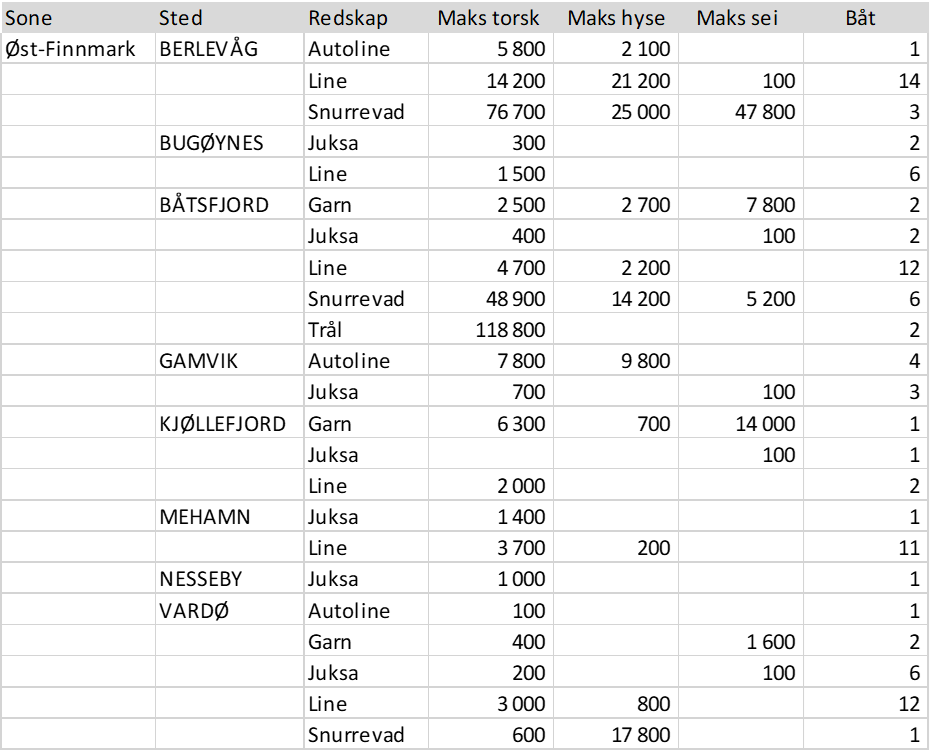 Sone Sted Redskap Maks torsk Maks hyse Maks sei Båt
Øst-Finnmark BERLEVÅG Autoline 5 800 2 100 1
Line 14 200 21 200 100 14
Snurrevad 76 700 25 000 47 800 3
BUGØYNES Juksa 300 2
Line 1 500 6
BÅTSFJORD Garn 2 500 2 700 7 800 2
Juksa 400 100 2
Line 4 700 2 200 12
Snurrevad 48 900 14 200 5 200 6
Trål 118 800 2
GAMVIK Autoline 7 800 9 800 4
Juksa 700 100 3
KJØLLEFJORD Garn 6 300 700 14 000 1
Juksa 100 1
Line 2 000 2
MEHAMN Juksa 1 400 1
Line 3 700 200 11
NESSEBY Juksa 1 000 1
VARDØ Autoline 100 1
Garn 400 1 600 2
Juksa 200 100 6
Line 3 000 800 12
Snurrevad 600 17 800 1